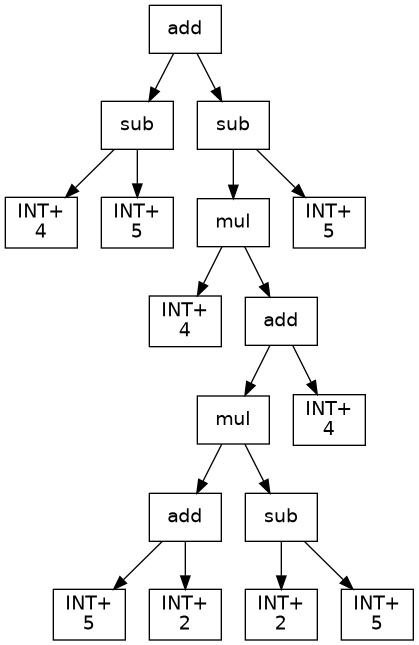 add
sub
sub
INT+
4
INT+
5
mul
INT+
5
INT+
4
add
mul
INT+
4
add
sub
INT+
5
INT+
2
INT+
2
INT+
5